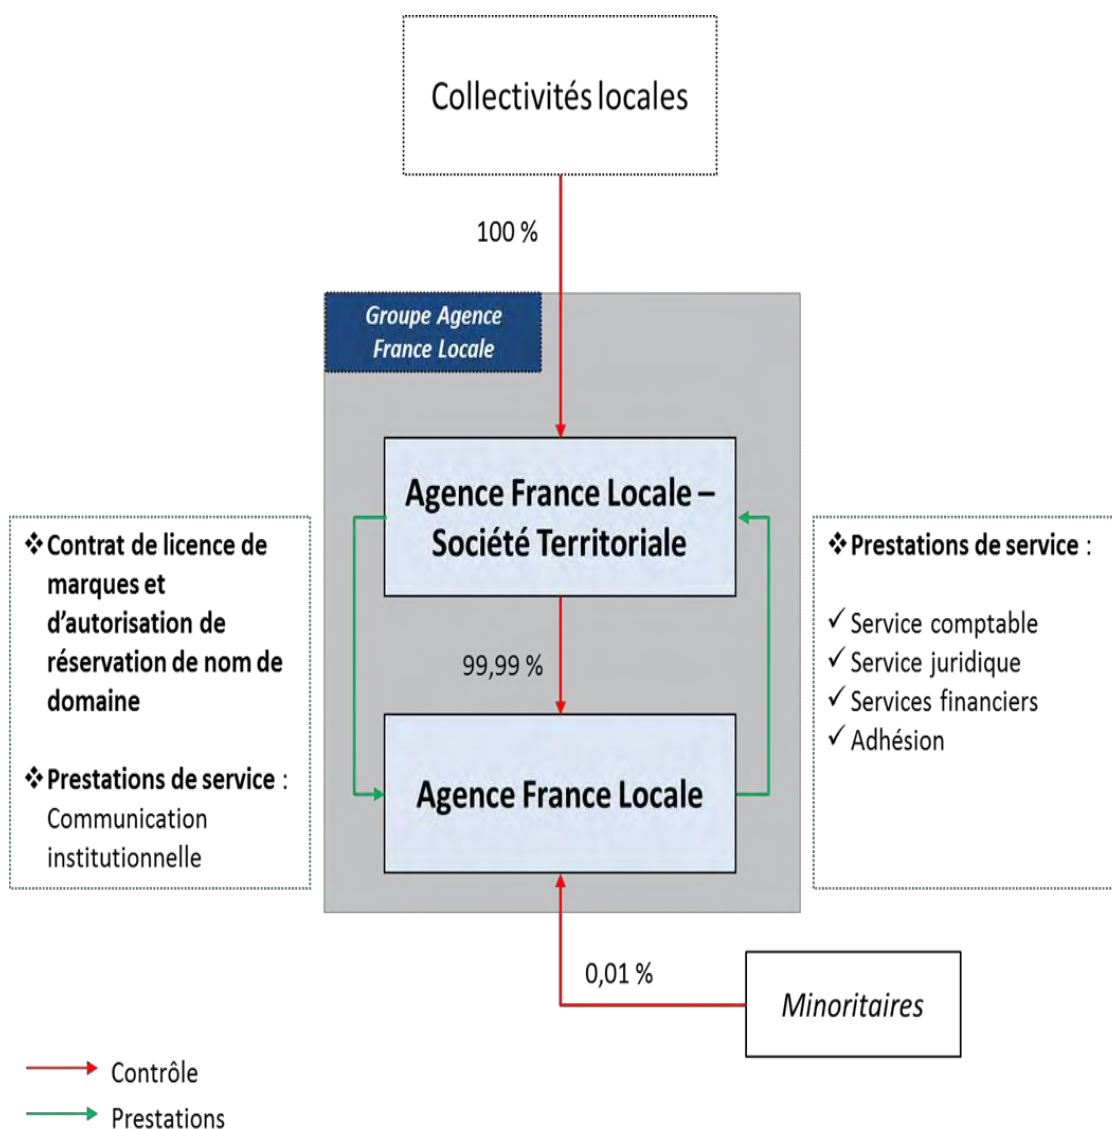 Collectivités locales
100 %
Groupe Agence
France Locale
Agence France Locale –
Société Territoriale
❖Contrat de licence de
marques et
d'autorisation de
réservation de nom de
domaine
❖Prestations de service :
Communication
institutionnelle
❖Prestations de service :
✓ Service comptable
✓ Service juridique
✓ Services financiers
✓ Adhésion
99,99 %
Agence France Locale
0,01 %
Minoritaires
Contrôle
Prestations